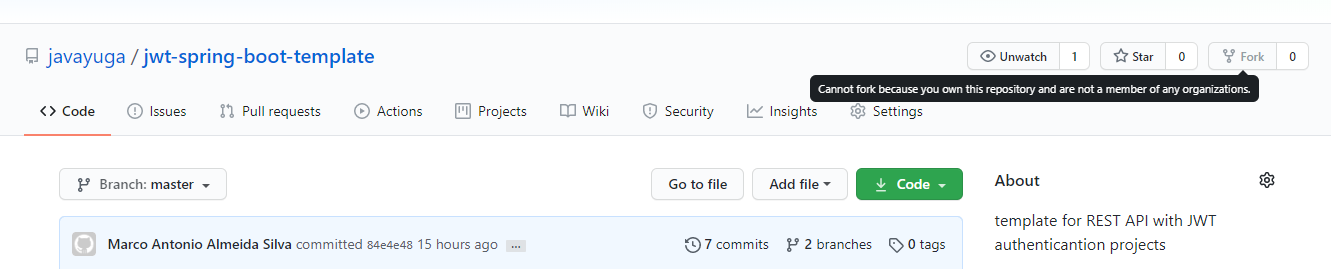 javayuga / jwt-spring-boot-template
Unwatch 1 Star 0 Fork 0
Cannot fork because you own this repository and are not a member of any organizations.
Code Issues Pull requests Actions Projects Wiki Security Insights Settings
Branch: master Go to file Add file Code
About
template for REST API with JWT
authenticantion projects
Marco Antonio Almeida Silva committed 84e4e48 15 hours ago ... 7 commits 2 branches 0 tags